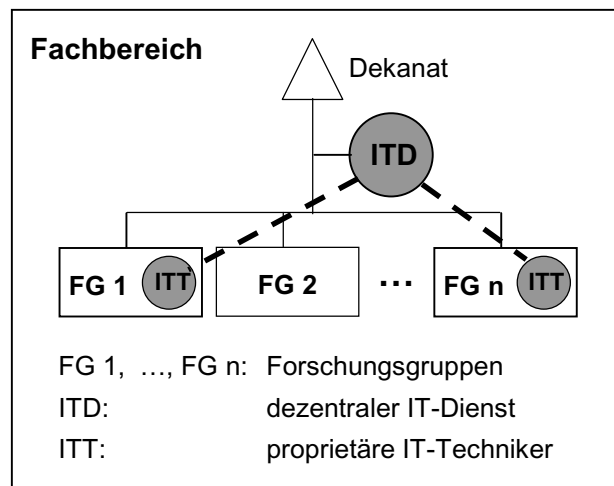 Fachbereich
Dekanat
ITD
FG 1 ITT FG 2 ... FG n ITT
FG 1, ..., FG n: Forschungsgruppen
ITD: dezentraler IT-Dienst
ITT: proprietäre IT-Techniker